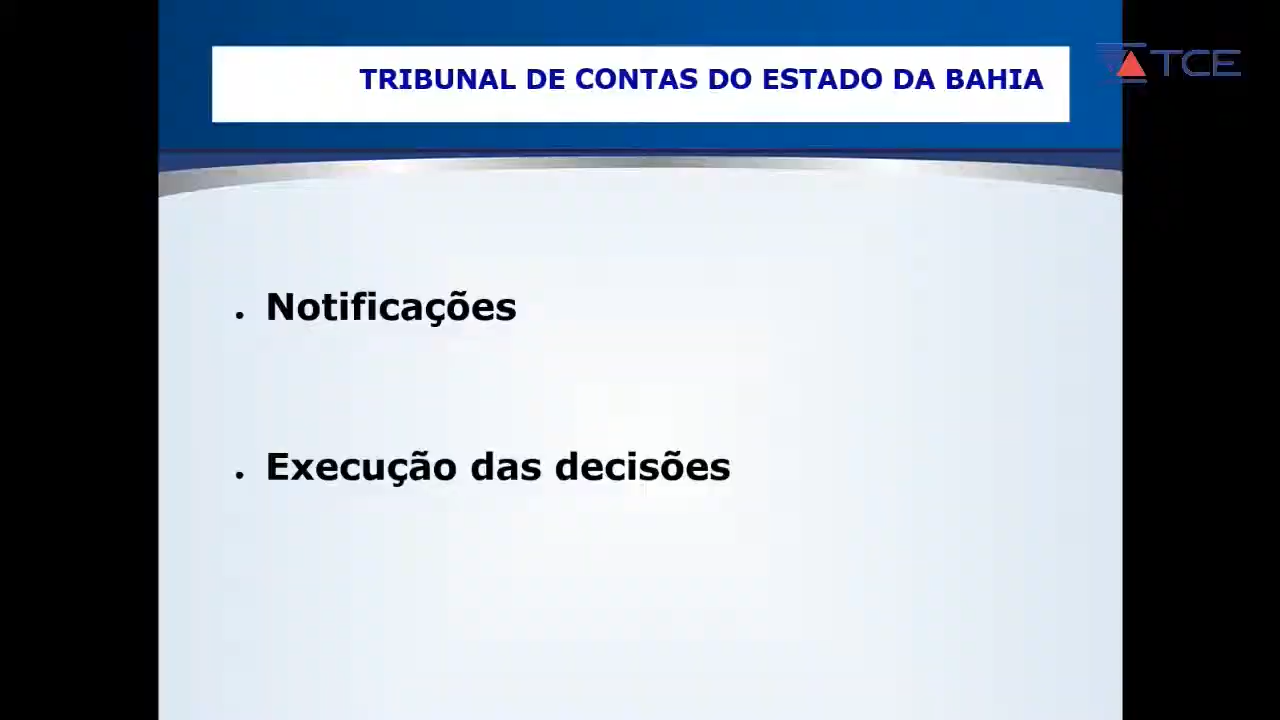 TRIBUNAL DE CONTAS DO ESTADO DA BAHIA
TCE
. Notificações
. Execução das decisões